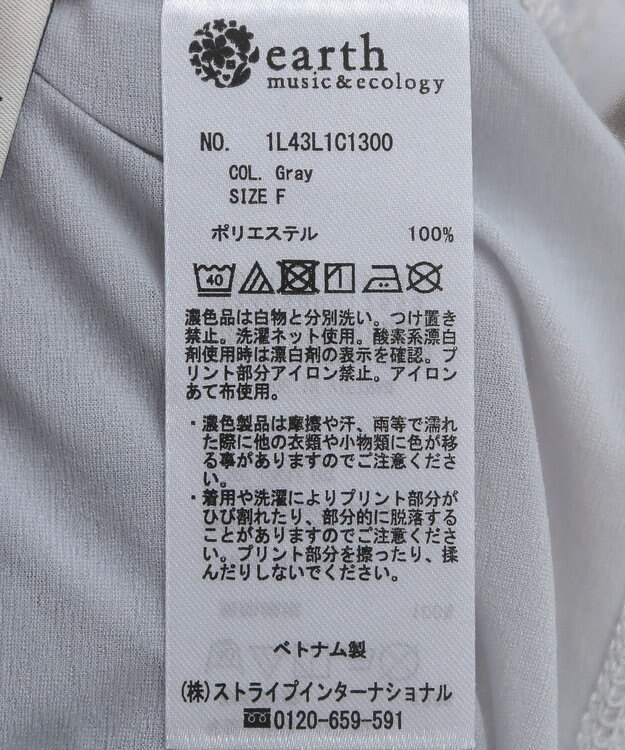 earth
music&ecology
NO. 1L43L1C1300
COL. Gray
SIZE F
ポリエステル 100%
40
濃色品は白物と分別洗い。つけ置き
禁止。洗濯ネット使用。酸素系漂白
剤使用時は漂白剤の表示を確認。プ
リント部分アイロン禁止。アイロン
あて布使用。
・濃色製品は摩擦や汗、雨等で濡れ
た際に他の衣類や小物類に色が移
る事がありますのでご注意くださ
い。
・着用や洗濯によりプリント部分が
ひび割れたり、部分的に脱落する
ことがありますのでご注意くださ
い。プリント部分を擦ったり、揉
んだりしないでください。
ベトナム製
(株)ストライプインターナショナル
0120-659-591